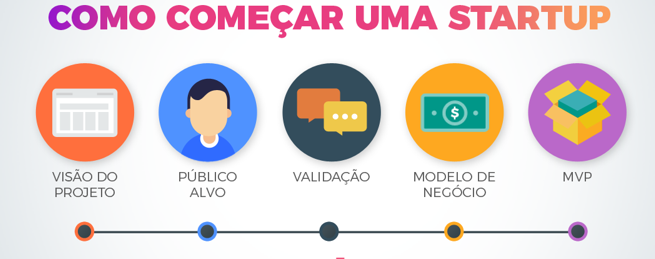 COMO COMEÇAR UMA STARTUP
$
VISÃO DO
PROJETO
PÚBLICO
ALVO
VALIDAÇÃO
MODELO DE
NEGÓCIO
MVP